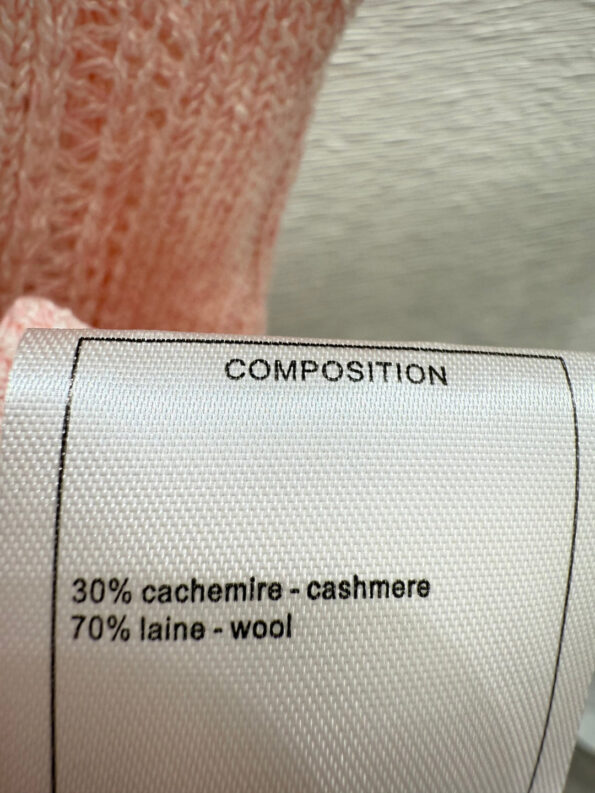 COMPOSITION
30% cachemire - cashmere
70% laine - wool